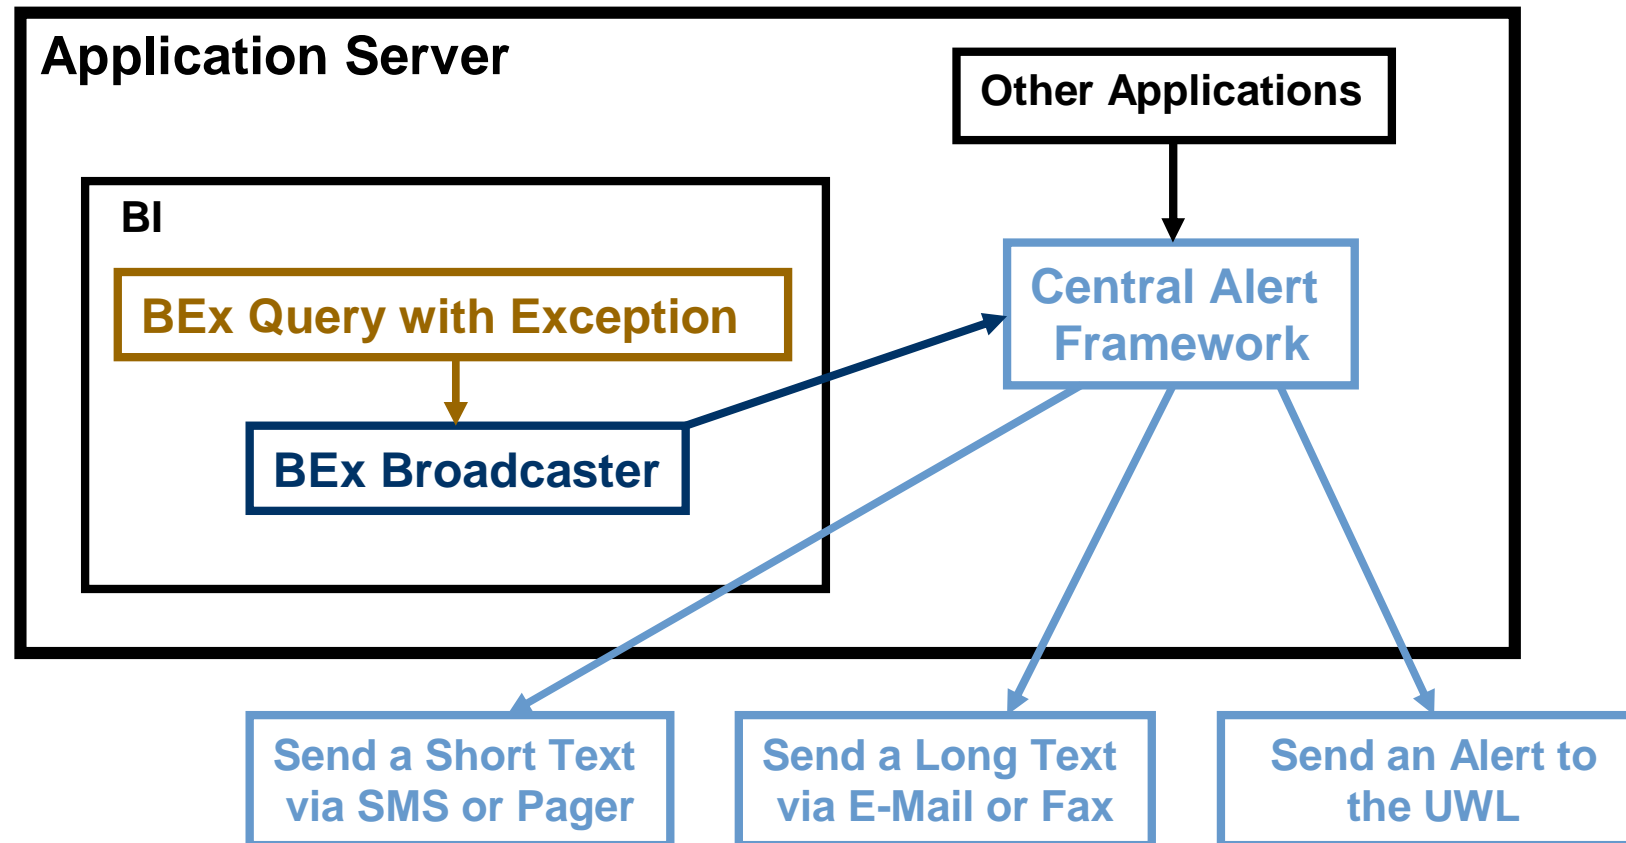 Application Server
Other Applications
BI
BEx Query with Exception
Central Alert
Framework
BEx Broadcaster
Send a Short Text
via SMS or Pager
Send a Long Text
via E-Mail or Fax
Send an Alert to
the UWL